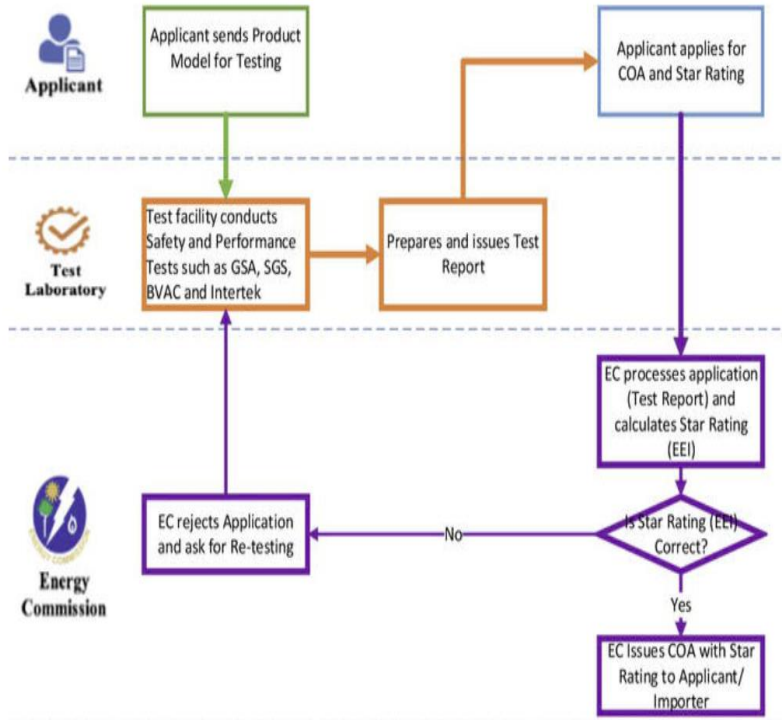 Applicant sends Product
Model for Testing
Applicant applies for
COA and Star Rating
Applicant
Test facility conducts
Safety and Performance
Tests such as GSA, SGS,
BVAC and Intertek
Prepares and issues Test
Report
Test
Laboratory
EC processes application
(Test Report) and
calculates Star Rating
(EEI)
EC rejects Application
and ask for Re-testing
No
Is Star Rating (EEI)
Correct?
ENERGY COMMISSION
Energy
Commission
Yes
EC Issues COA with Star
Rating to Applicant/
Importer